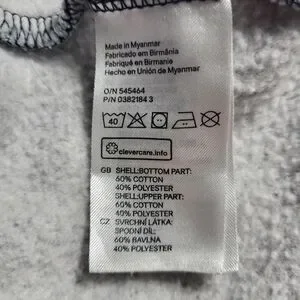 Made in Myanmar
Fabricado em Birmânia
Fabriqué en Birmanie
Hecho en Unión de Myanmar
O/N 545464
P/N 0382184 3
40
clevercare.info
GB SHELL:BOTTOM PART:
60% COTTON
40% POLYESTER
SHELL:UPPER PART:
60% COTTON
40% POLYESTER
CZ SVRCHNÍ LÁTKA:
SPODNÍ DÍL:
60% BAVLNA
40% POLYESTER